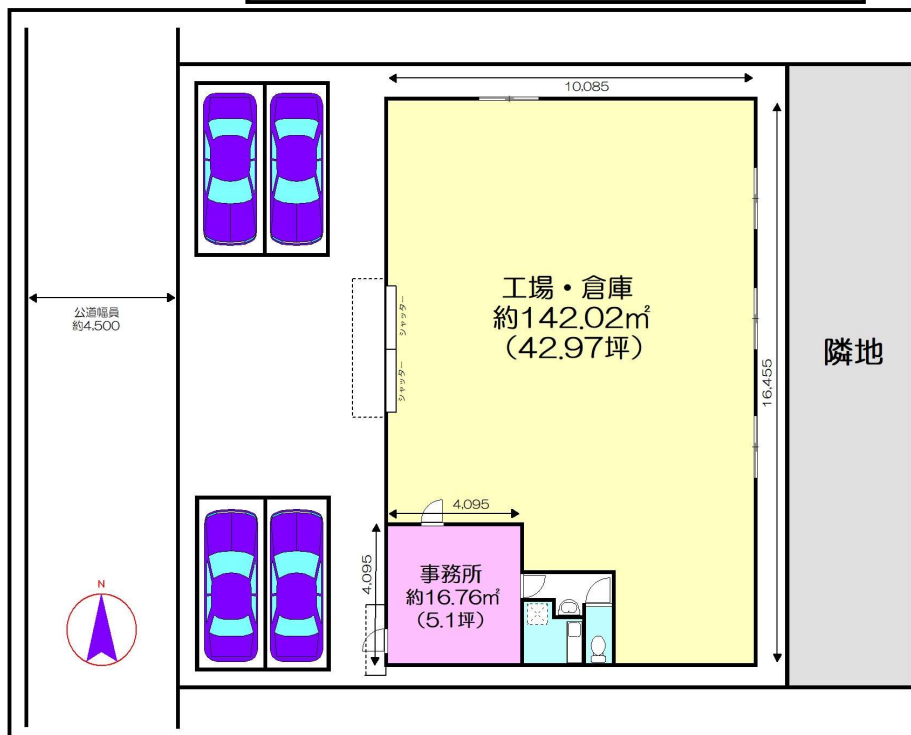 10,085
公道幅員
約4,500
シャッター
シャッター
工場・倉庫
約142.02㎡
(42.97坪)
16,455
隣地
4,095
4,095
事務所
約16.76㎡
(5.1坪)
N